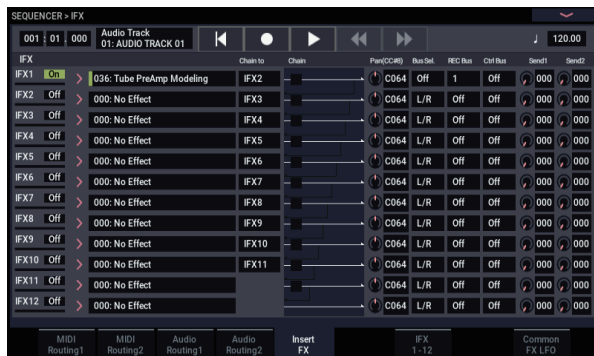 SEQUENCER > IFX
001 : 01 . 000 Audio Track 01: AUDIO TRACK 01 ♩ 120.00
IFX Chain to Chain Pan(CC#8) Bus Sel. REC Bus Ctrl Bus Send1 Send2
IFX1 On 036: Tube PreAmp Modeling IFX2 C064 Off 1 Off 000 000
IFX2 Off 000: No Effect IFX3 C064 L/R Off Off 000 000
IFX3 Off 000: No Effect IFX4 C064 L/R Off Off 000 000
IFX4 Off 000: No Effect IFX5 C064 L/R Off Off 000 000
IFX5 Off 000: No Effect IFX6 C064 L/R Off Off 000 000
IFX6 Off 000: No Effect IFX7 C064 L/R Off Off 000 000
IFX7 Off 000: No Effect IFX8 C064 L/R Off Off 000 000
IFX8 Off 000: No Effect IFX9 C064 L/R Off Off 000 000
IFX9 Off 000: No Effect IFX10 C064 L/R Off Off 000 000
IFX10 Off 000: No Effect IFX11 C064 L/R Off Off 000 000
IFX11 Off 000: No Effect C064 L/R Off Off 000 000
IFX12 Off 000: No Effect C064 L/R Off Off 000 000
MIDI Routing1 MIDI Routing2 Audio Routing1 Audio Routing2 Insert FX IFX 1-12 Common FX LFO